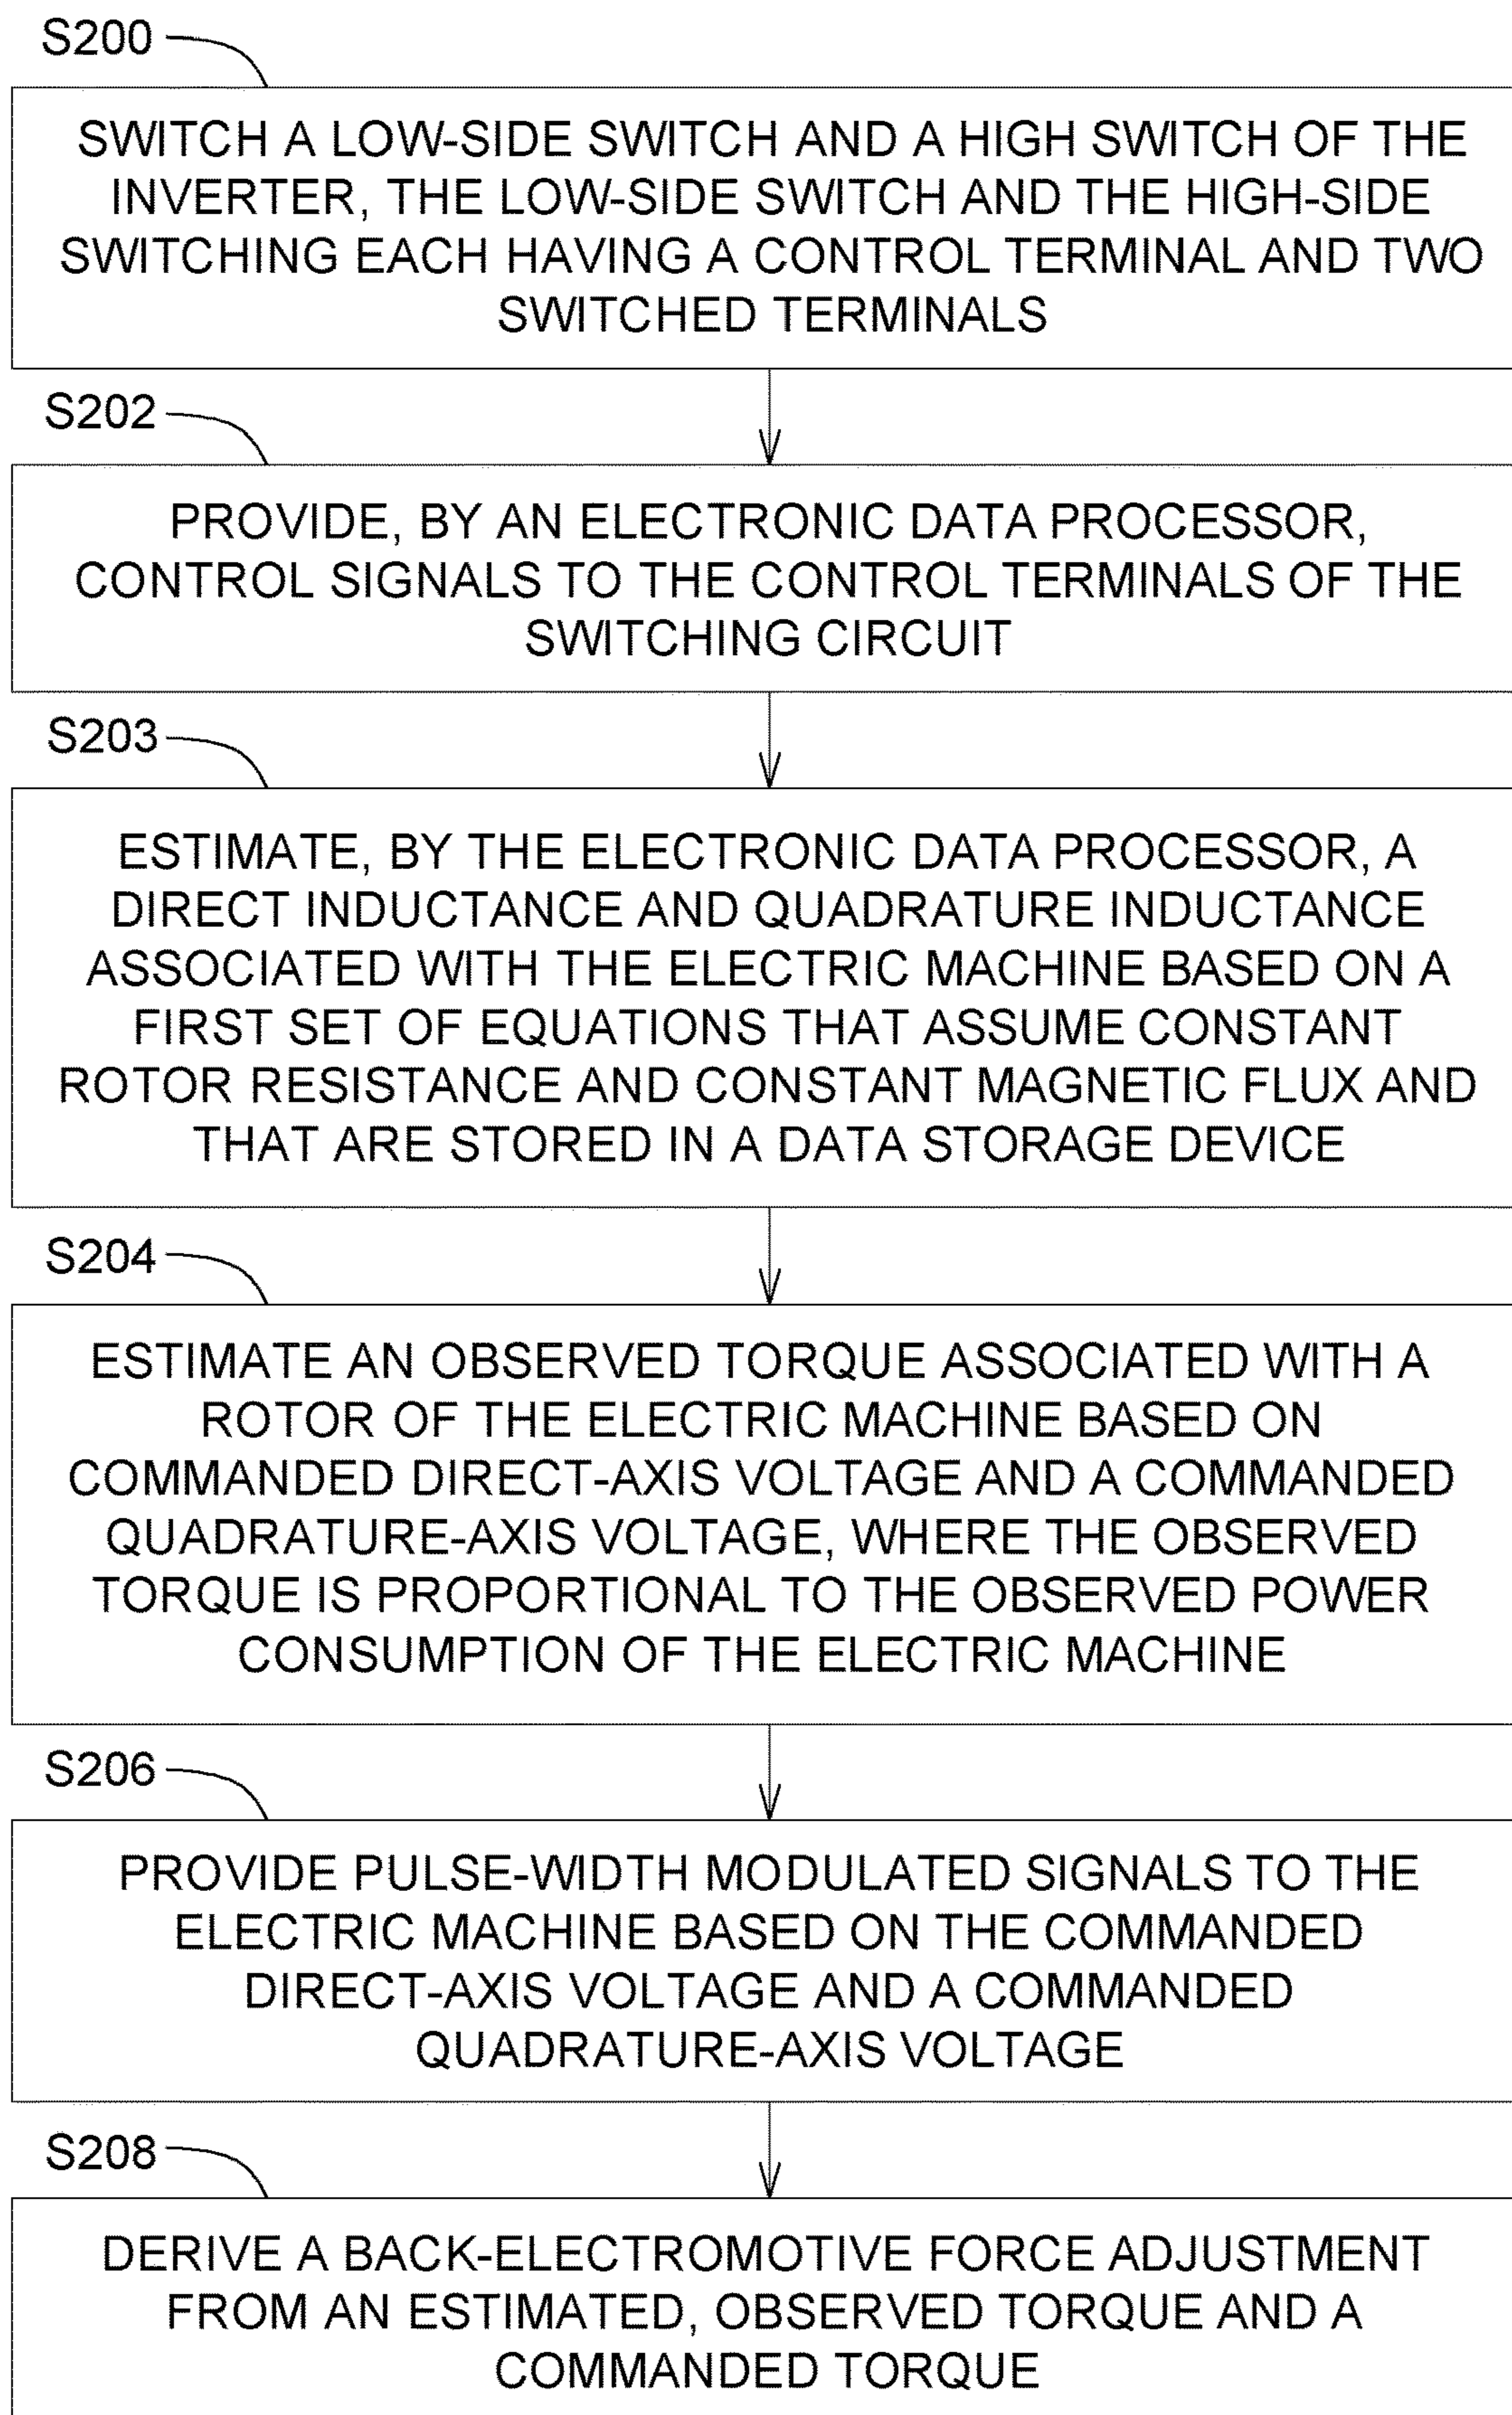 S200
SWITCH A LOW-SIDE SWITCH AND A HIGH SWITCH OF THE
INVERTER, THE LOW-SIDE SWITCH AND THE HIGH-SIDE
SWITCHING EACH HAVING A CONTROL TERMINAL AND TWO
SWITCHED TERMINALS
S202
PROVIDE, BY AN ELECTRONIC DATA PROCESSOR,
CONTROL SIGNALS TO THE CONTROL TERMINALS OF THE
SWITCHING CIRCUIT
S203
ESTIMATE, BY THE ELECTRONIC DATA PROCESSOR, A
DIRECT INDUCTANCE AND QUADRATURE INDUCTANCE
ASSOCIATED WITH THE ELECTRIC MACHINE BASED ON A
FIRST SET OF EQUATIONS THAT ASSUME CONSTANT
ROTOR RESISTANCE AND CONSTANT MAGNETIC FLUX AND
THAT ARE STORED IN A DATA STORAGE DEVICE
S204
ESTIMATE AN OBSERVED TORQUE ASSOCIATED WITH A
ROTOR OF THE ELECTRIC MACHINE BASED ON
COMMANDED DIRECT-AXIS VOLTAGE AND A COMMANDED
QUADRATURE-AXIS VOLTAGE, WHERE THE OBSERVED
TORQUE IS PROPORTIONAL TO THE OBSERVED POWER
CONSUMPTION OF THE ELECTRIC MACHINE
S206
PROVIDE PULSE-WIDTH MODULATED SIGNALS TO THE
ELECTRIC MACHINE BASED ON THE COMMANDED
DIRECT-AXIS VOLTAGE AND A COMMANDED
QUADRATURE-AXIS VOLTAGE
S208
DERIVE A BACK-ELECTROMOTIVE FORCE ADJUSTMENT
FROM AN ESTIMATED, OBSERVED TORQUE AND A
COMMANDED TORQUE